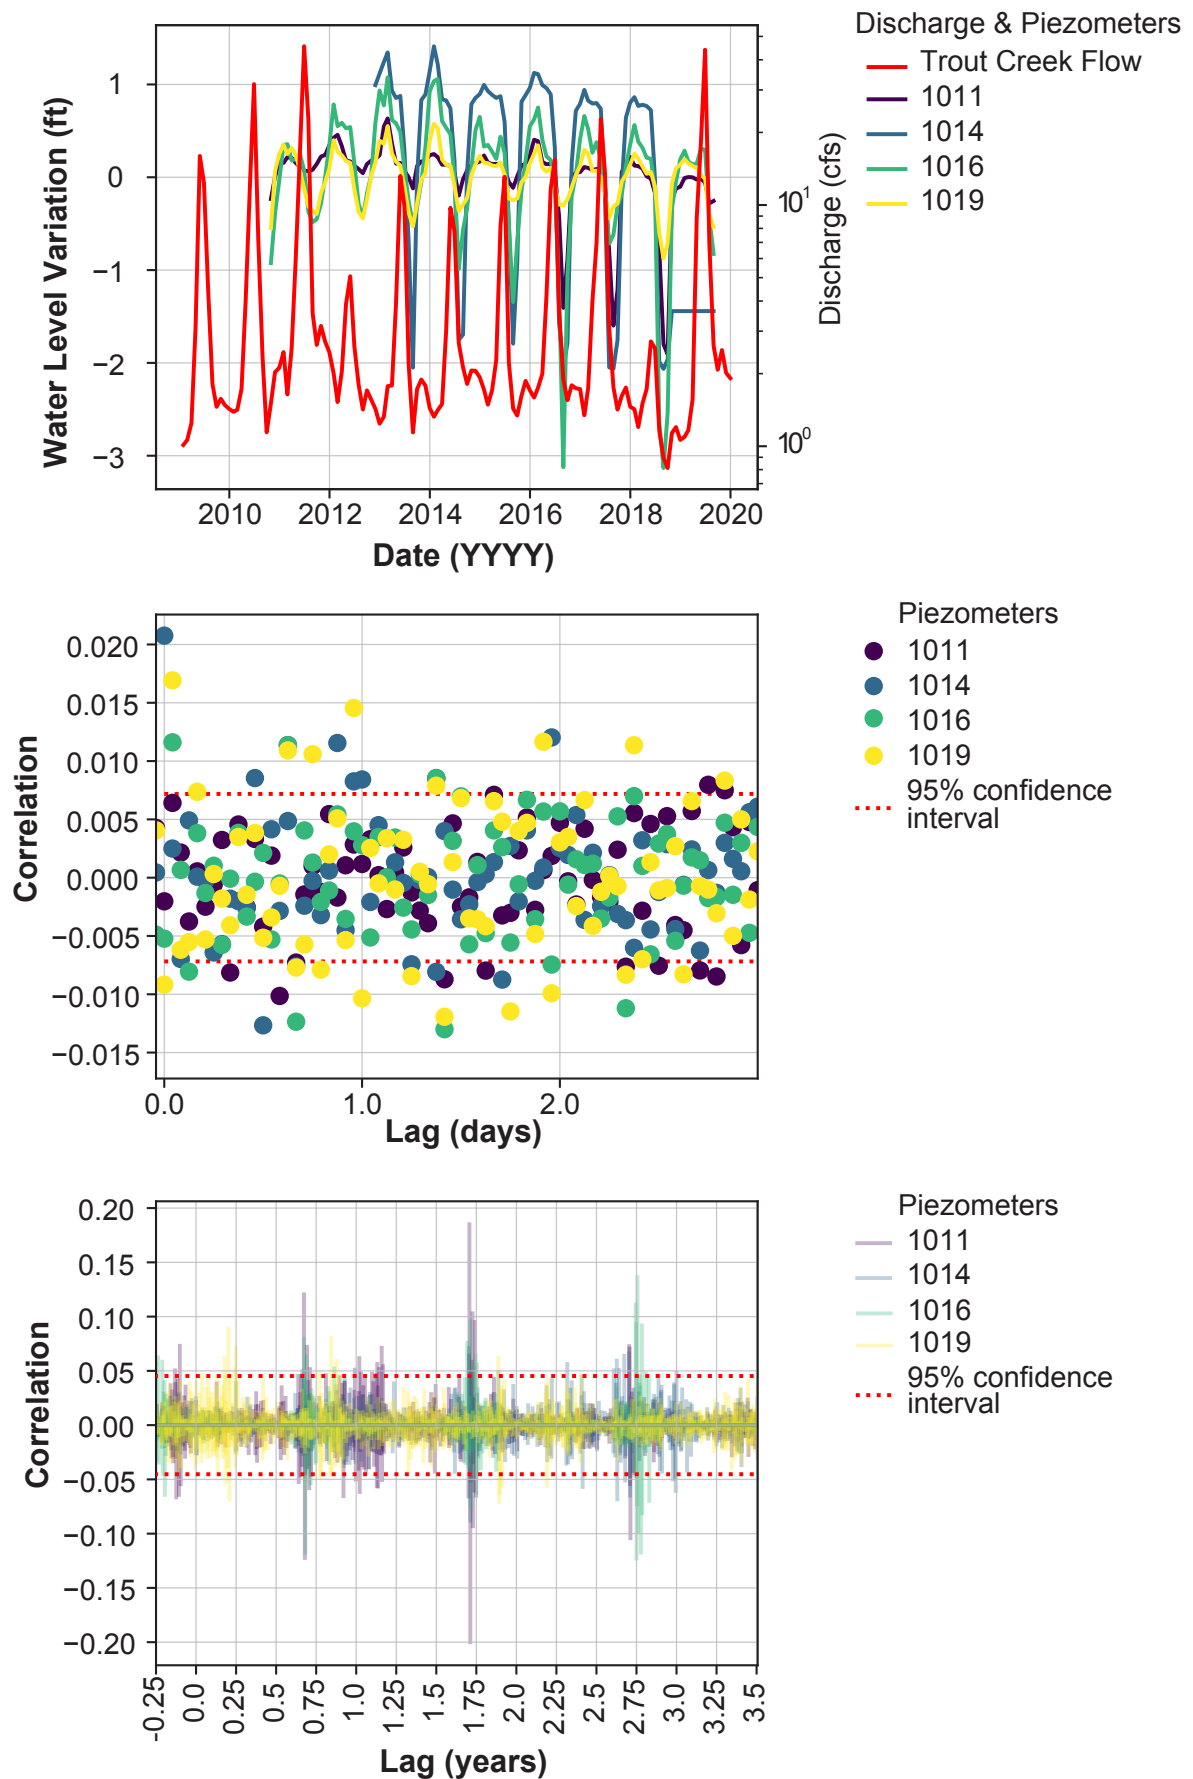 Discharge & Piezometers
Trout Creek Flow
1011
1014
1016
1019
1
0
−1
−2
−3
Water Level Variation (ft)
10¹
10⁰
Discharge (cfs)
2010 2012 2014 2016 2018 2020
Date (YYYY)
Piezometers
1011
1014
1016
1019
95% confidence
interval
0.020
0.015
0.010
0.005
0.000
−0.005
−0.010
−0.015
Correlation
0.0 1.0 2.0
Lag (days)
Piezometers
1011
1014
1016
1019
95% confidence
interval
0.20
0.15
0.10
0.05
0.00
−0.05
−0.10
−0.15
−0.20
Correlation
-0.25 0.0 0.25 0.5 0.75 1.0 1.25 1.5 1.75 2.0 2.25 2.5 2.75 3.0 3.25 3.5
Lag (years)